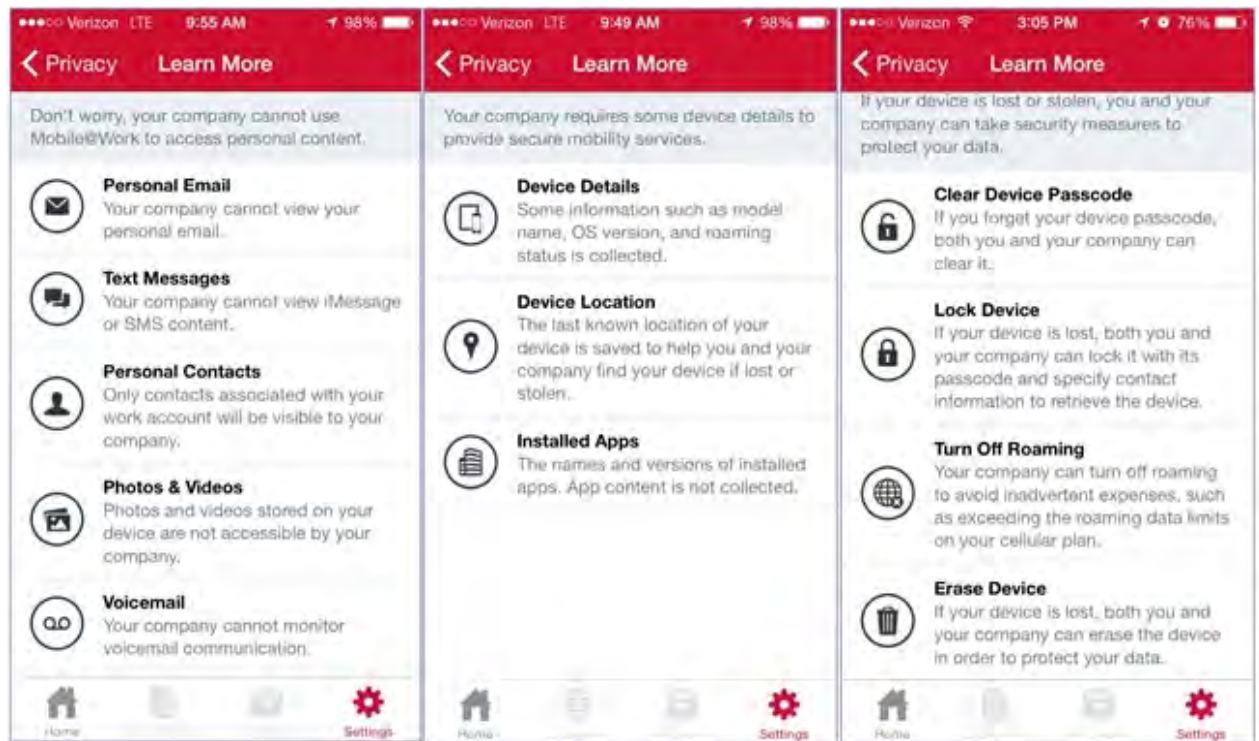 Verizon LTE 9:55 AM 98%
Privacy Learn More
Don't worry, your company cannot use
Mobile@Work to access personal content.
Personal Email
Your company cannot view your
personal email.
Text Messages
Your company cannot view iMessage
or SMS content.
Personal Contacts
Only contacts associated with your
work account will be visible to your
company.
Photos & Videos
Photos and videos stored on your
device are not accessible by your
company.
Voicemail
Your company cannot monitor
voicemail communication.
Home Settings
Verizon LTE 9:49 AM 98%
Privacy Learn More
Your company requires some device details to
provide secure mobility services.
Device Details
Some information such as model
name, OS version, and roaming
status is collected.
Device Location
The last known location of your
device is saved to help you and your
company find your device if lost or
stolen.
Installed Apps
The names and versions of installed
apps. App content is not collected.
Home Settings
Verizon 3:05 PM 76%
Privacy Learn More
If your device is lost or stolen, you and your
company can take security measures to
protect your data.
Clear Device Passcode
If you forget your device passcode,
both you and your company can
clear it.
Lock Device
If your device is lost, both you and
your company can lock it with its
passcode and specify contact
information to retrieve the device.
Turn Off Roaming
Your company can turn off roaming
to avoid inadvertent expenses, such
as exceeding the roaming data limits
on your cellular plan.
Erase Device
If your device is lost, both you and
your company can erase the device
in order to protect your data.
Home Settings